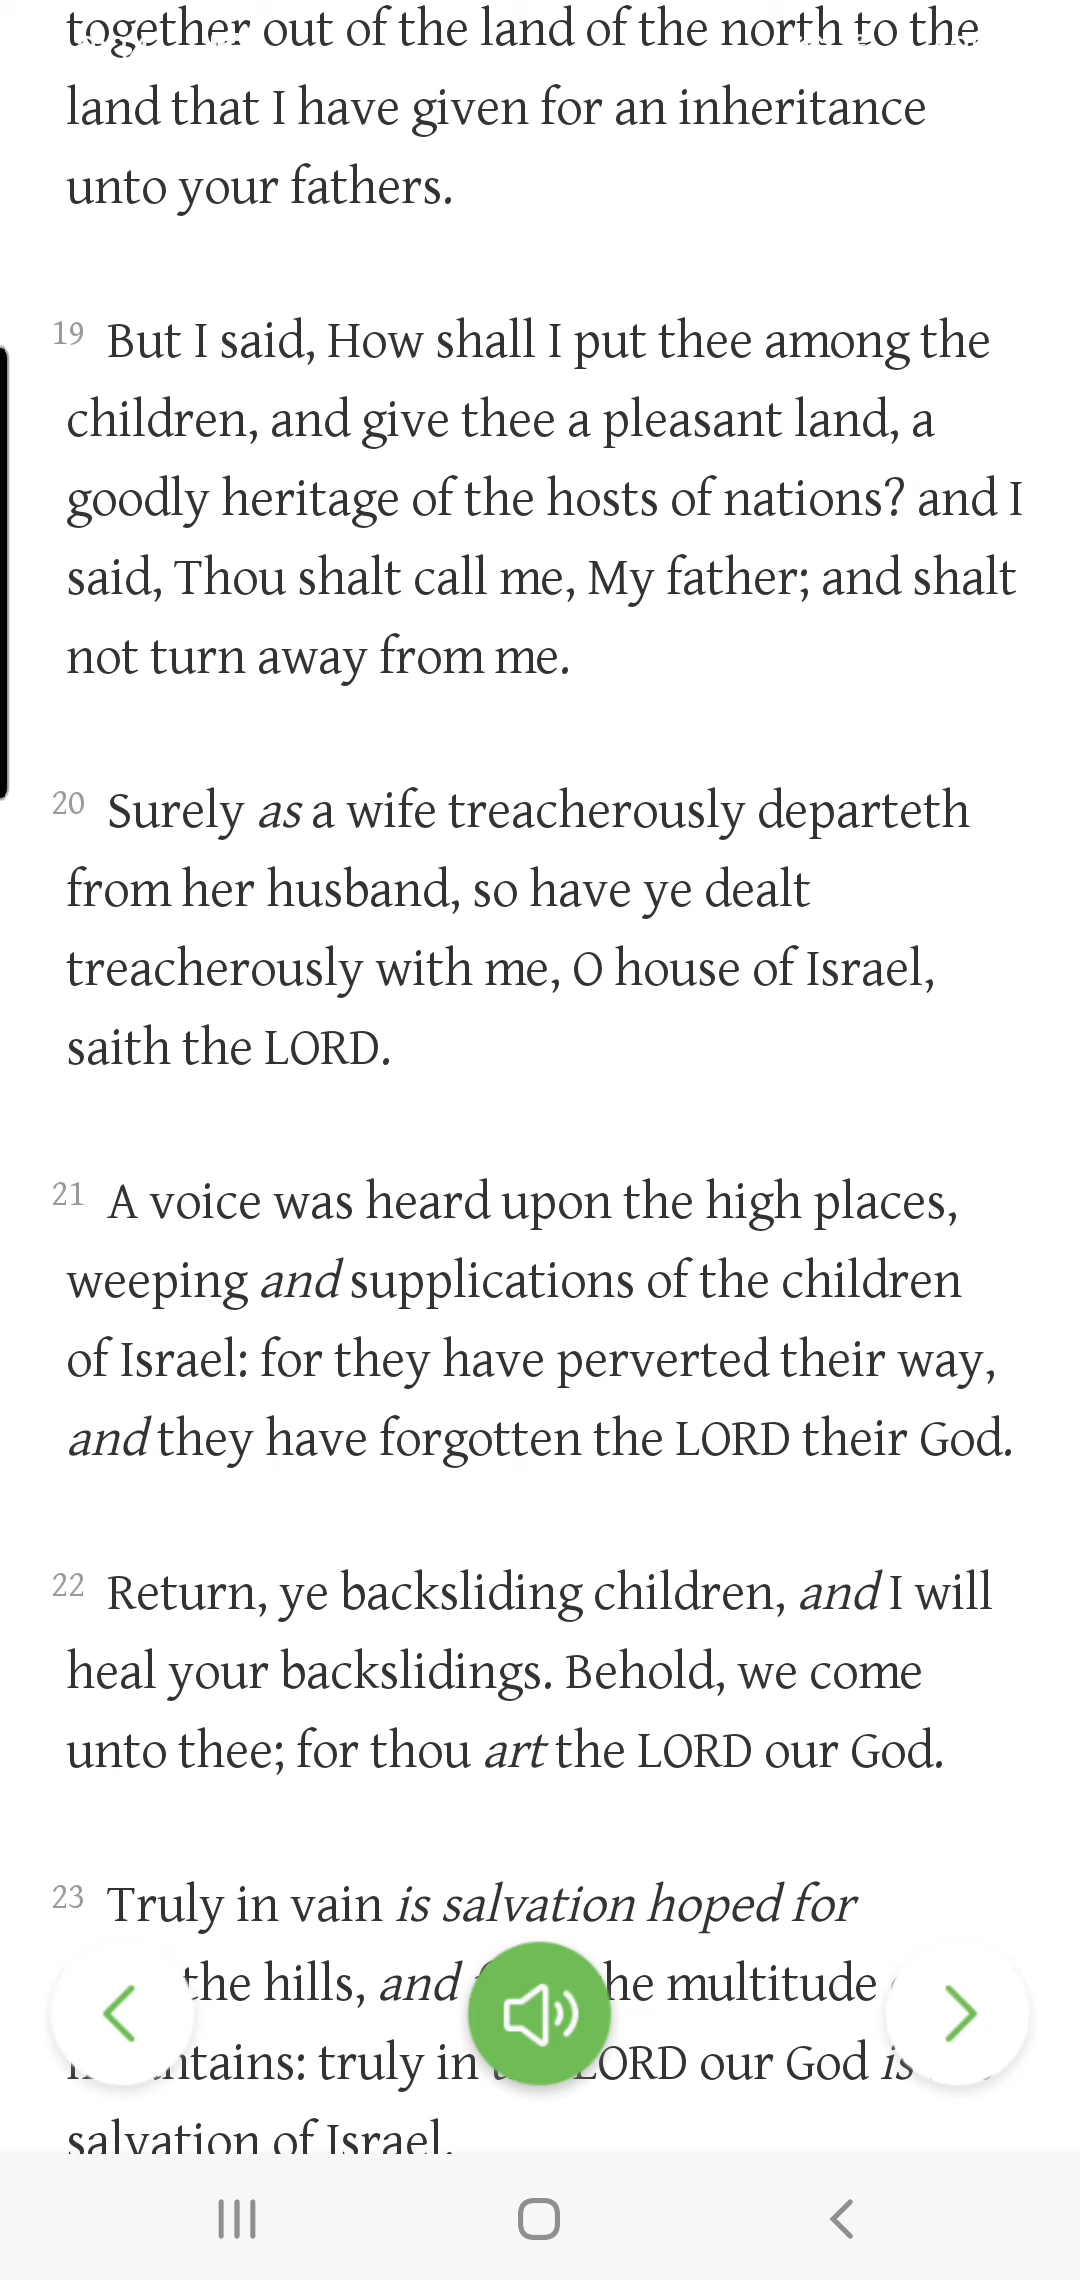 together out of the land of the north to the
land that I have given for an inheritance
unto your fathers.
19 But I said, How shall I put thee among the
children, and give thee a pleasant land, a
goodly heritage of the hosts of nations? and I
said, Thou shalt call me, My father; and shalt
not turn away from me.
20 Surely as a wife treacherously departeth
from her husband, so have ye dealt
treacherously with me, O house of Israel,
saith the LORD.
21 A voice was heard upon the high places,
weeping and supplications of the children
of Israel: for they have perverted their way,
and they have forgotten the LORD their God.
22 Return, ye backsliding children, and I will
heal your backslidings. Behold, we come
unto thee; for thou art the LORD our God.
23 Truly in vain is salvation hoped for
the hills, and multitude
truly in our God is
salvation of Israel.